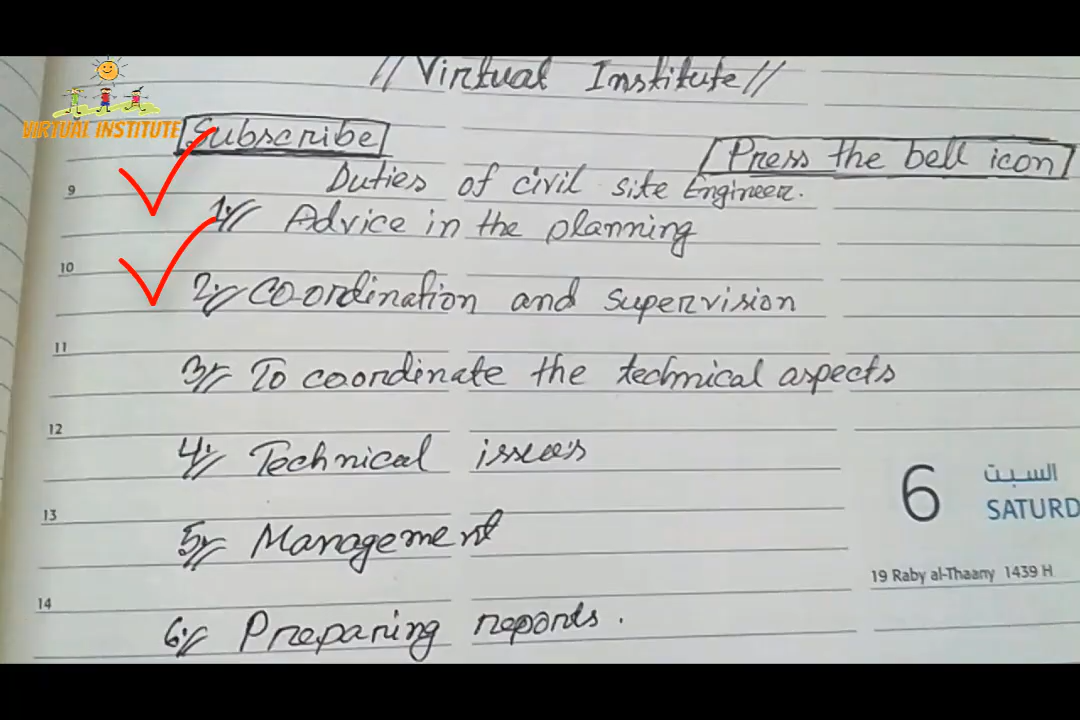 // Virtual Institute //
VIRTUAL INSTITUTE
Subscribe
Press the bell icon
Duties of civil site Engineer.
9
1// Advice in the planning
10
2// Co-ordination and supervision
11
3// To coordinate the technical aspects
12
4// Technical issues
13
5// Management
14
6// Preparing reports.
6
السبت
SATURD
19 Raby al-Thaany 1439 H